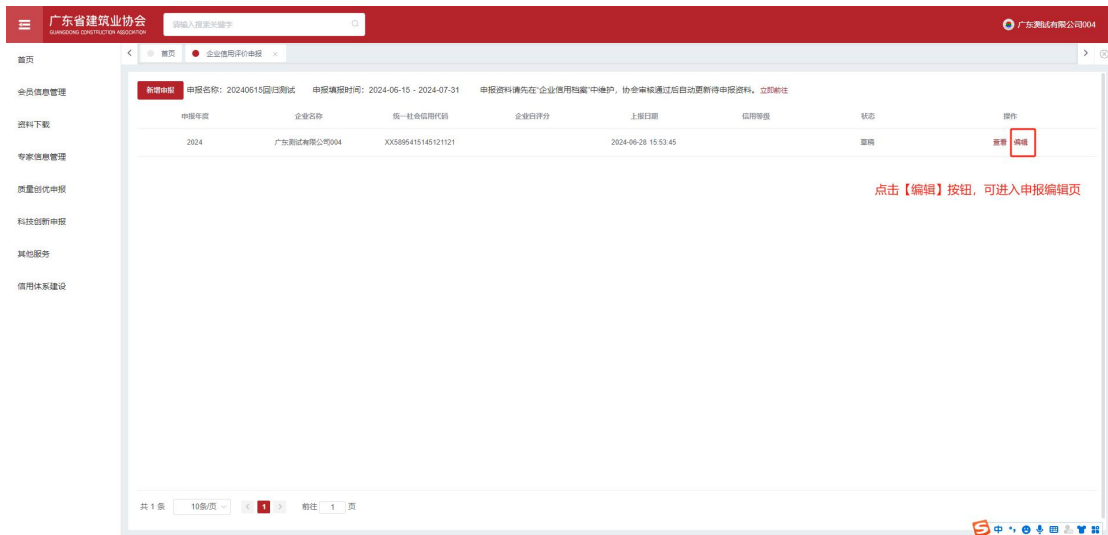 广东省建筑业协会
GUANGDONG CONSTRUCTION ASSOCIATION
请输入搜索关键字
广东测试有限公司004
首页
会员信息管理
资料下载
专家信息管理
质量创优申报
科技创新申报
其他服务
信用体系建设
首页 企业信用评价申报 ×
新增申报 申报名称：20240615回归测试 申报填报时间：2024-06-15 - 2024-07-31 申报资料请先在"企业信用档案"中维护，协会审核通过后自动更新待申报资料。立即前往
申报年度 企业名称 统一社会信用代码 企业自评分 上报日期 信用等级 状态 操作
2024 广东测试有限公司004 XX5895415145121121 2024-06-28 15:53:45 草稿 查看 编辑
点击【编辑】按钮，可进入申报编辑页
共 1 条 10条/页 < 1 > 前往 1 页
中